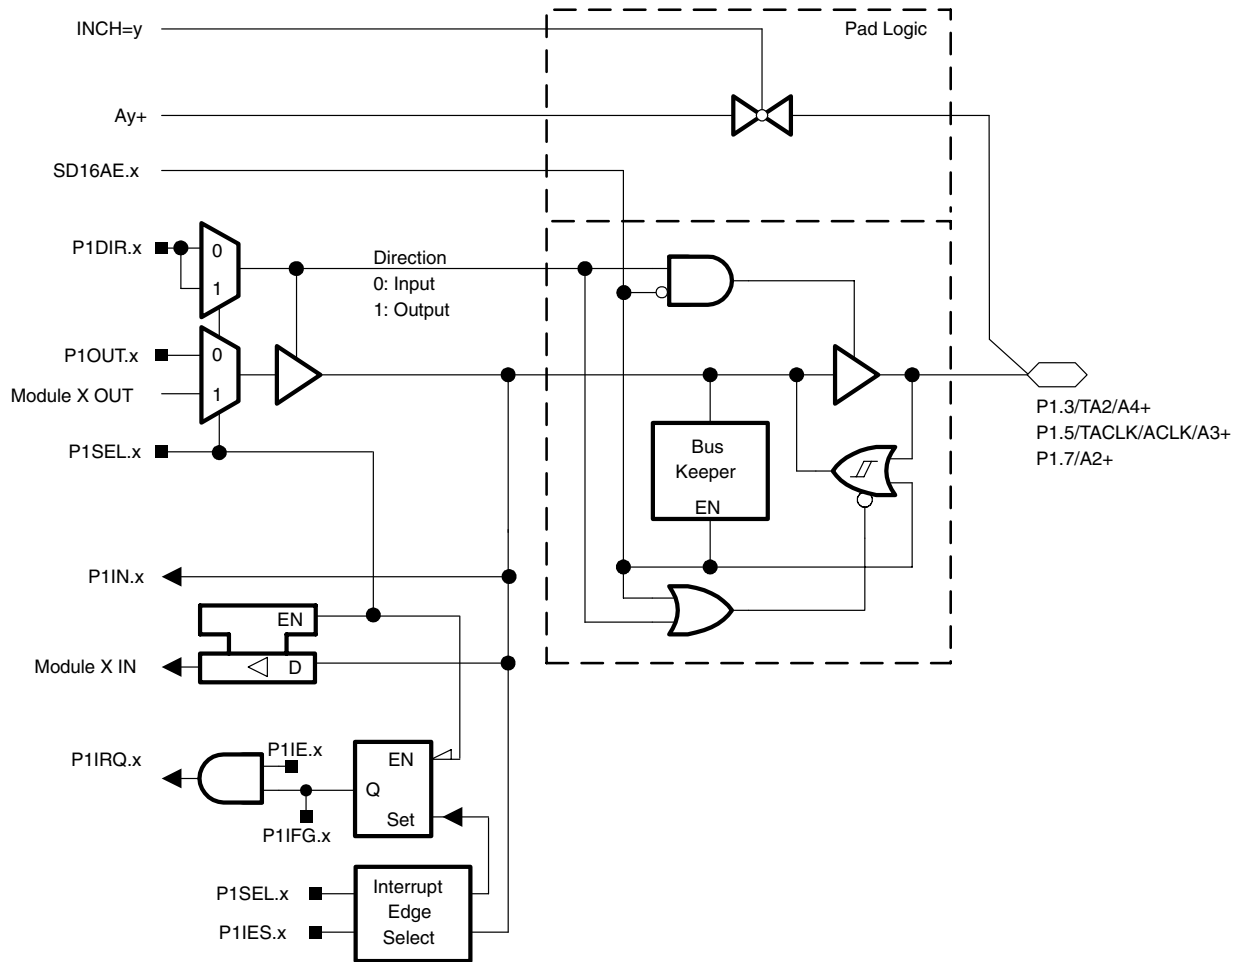 INCH=y
Pad Logic
Ay+
SD16AE.x
P1DIR.x
0
1
Direction
0: Input
1: Output
P1OUT.x
0
Module X OUT
1
P1SEL.x
Bus
Keeper
EN
P1.3/TA2/A4+
P1.5/TACLK/ACLK/A3+
P1.7/A2+
P1IN.x
EN
Module X IN
D
P1IRQ.x
P1IE.x
EN
Q
Set
P1IFG.x
P1SEL.x
P1IES.x
Interrupt
Edge
Select